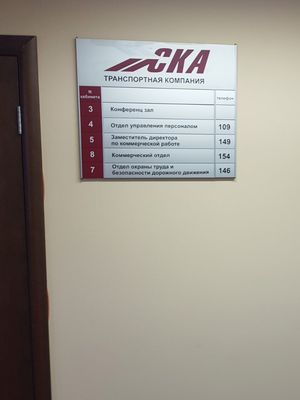 СКА
ТРАНСПОРТНАЯ КОМПАНИЯ
N кабинета телефон
3 Конференц зал
4 Отдел управления персоналом 109
5 Заместитель директора
по коммерческой работе 149
8 Коммерческий отдел 154
7 Отдел охраны труда и
безопасности дорожного движения 146